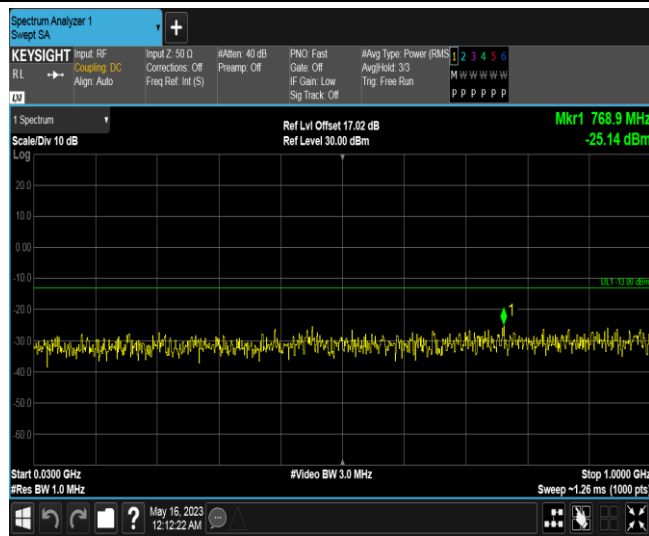 Spectrum Analyzer 1
Swept SA
+
KEYSIGHT
RL
Input: RF
Coupling: DC
Align: Auto
Input Z: 50 Ω
Corrections: Off
Freq Ref: Int (S)
#Atten: 40 dB
Preamp: Off
PNO: Fast
Gate: Off
IF Gain: Low
Sig Track: Off
#Avg Type: Power (RMS
Avg|Hold: 3/3
Trig: Free Run
1 2 3 4 5 6
M W W W W W
P P P P P P
1 Spectrum
Scale/Div 10 dB
Log
Ref Lvl Offset 17.02 dB
Ref Level 30.00 dBm
Mkr1 768.9 MHz
-25.14 dBm
20.0
10.0
0.00
-10.0
DL1 -13.00 dBm
-20.0
1
-30.0
-40.0
-50.0
-60.0
Start 0.0300 GHz
#Video BW 3.0 MHz
Stop 1.0000 GHz
#Res BW 1.0 MHz
Sweep ~1.26 ms (1000 pts)
?
May 16, 2023
12:12:22 AM